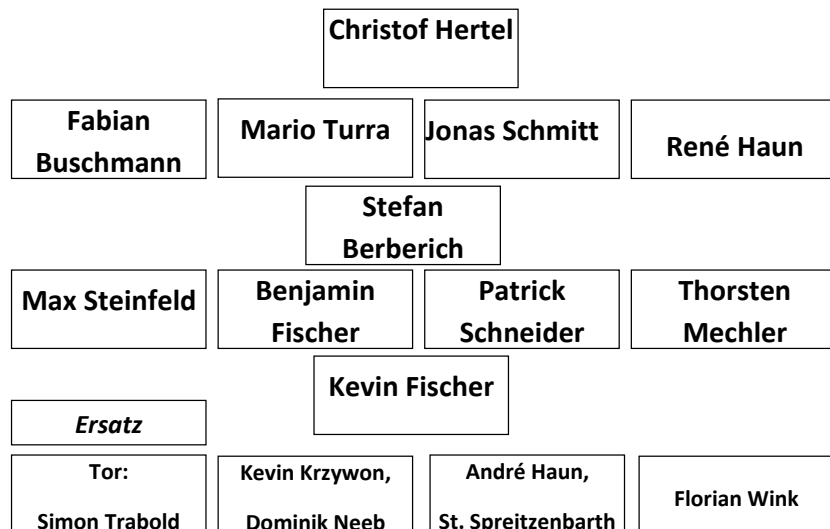 Christof Hertel
Fabian
Buschmann
Mario Turra
Jonas Schmitt
René Haun
Stefan
Berberich
Max Steinfeld
Benjamin
Fischer
Patrick
Schneider
Thorsten
Mechler
Kevin Fischer
Ersatz
Tor:
Simon Trabold
Kevin Krzywon,
Dominik Neeb
André Haun,
St. Spreitzenbarth
Florian Wink